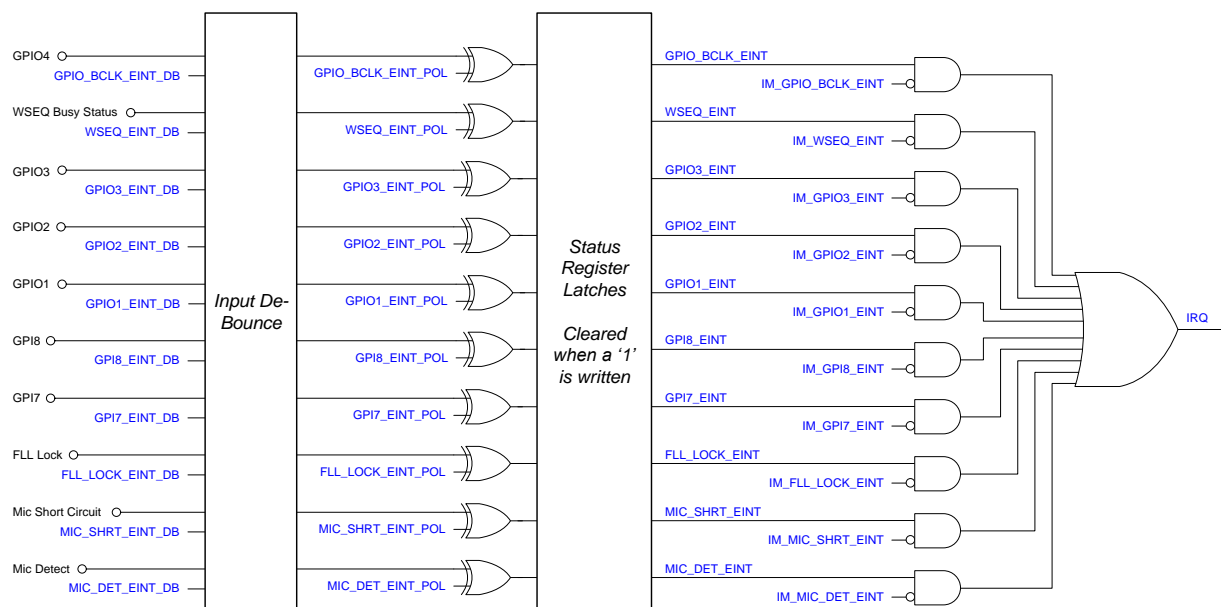 GPIO4
GPIO_BCLK_EINT_DB
WSEQ Busy Status
WSEQ_EINT_DB
GPIO3
GPIO3_EINT_DB
GPIO2
GPIO2_EINT_DB
GPIO1
GPIO1_EINT_DB
GPI8
GPI8_EINT_DB
GPI7
GPI7_EINT_DB
FLL Lock
FLL_LOCK_EINT_DB
Mic Short Circuit
MIC_SHRT_EINT_DB
Mic Detect
MIC_DET_EINT_DB
Input De-
Bounce
GPIO_BCLK_EINT_POL
WSEQ_EINT_POL
GPIO3_EINT_POL
GPIO2_EINT_POL
GPIO1_EINT_POL
GPI8_EINT_POL
GPI7_EINT_POL
FLL_LOCK_EINT_POL
MIC_SHRT_EINT_POL
MIC_DET_EINT_POL
Status
Register
Latches
Cleared
when a ‘1’
is written
GPIO_BCLK_EINT
IM_GPIO_BCLK_EINT
WSEQ_EINT
IM_WSEQ_EINT
GPIO3_EINT
IM_GPIO3_EINT
GPIO2_EINT
IM_GPIO2_EINT
GPIO1_EINT
IM_GPIO1_EINT
GPI8_EINT
IM_GPI8_EINT
GPI7_EINT
IM_GPI7_EINT
FLL_LOCK_EINT
IM_FLL_LOCK_EINT
MIC_SHRT_EINT
IM_MIC_SHRT_EINT
MIC_DET_EINT
IM_MIC_DET_EINT
IRQ